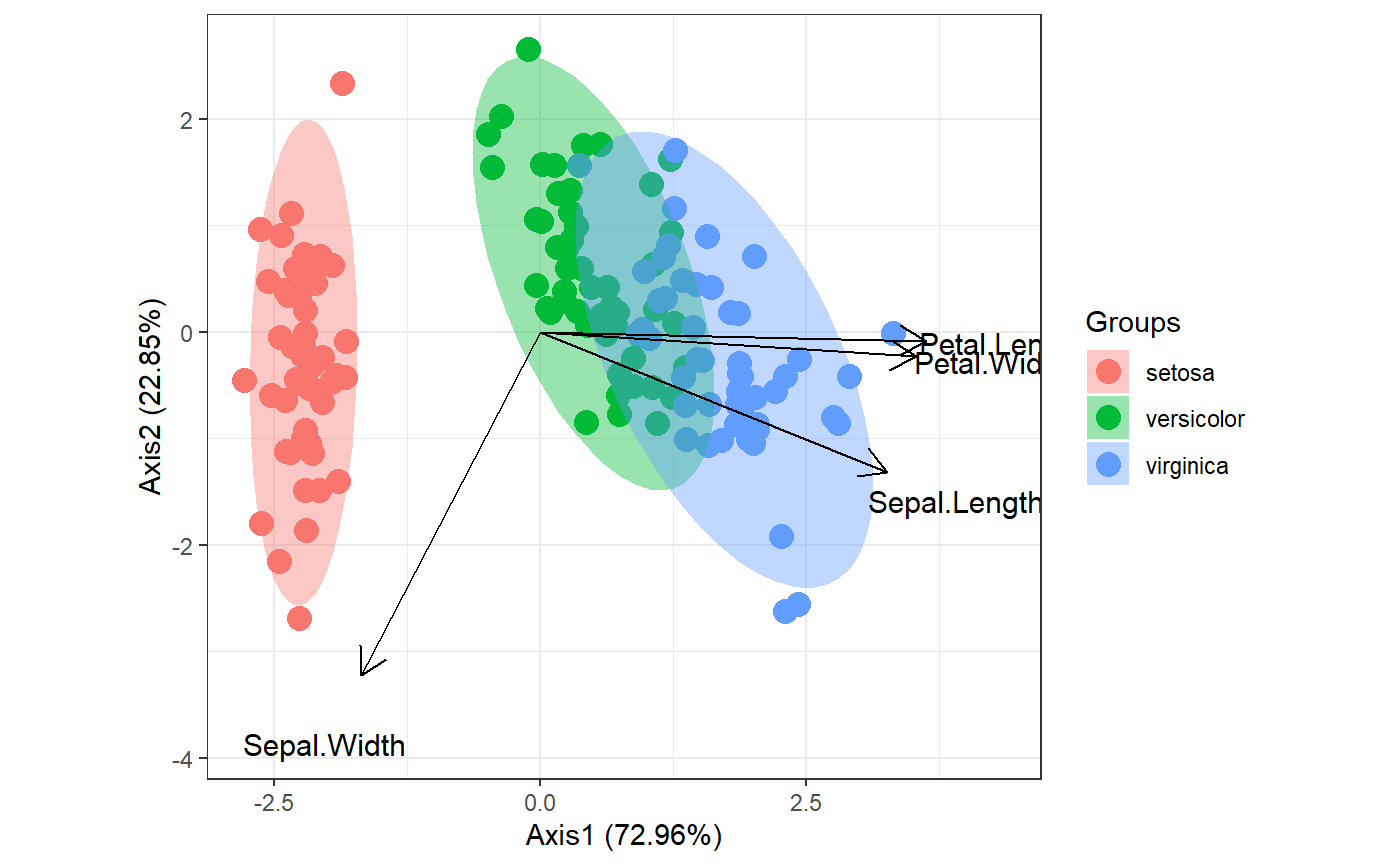 2
0
-2
-4
Axis2 (22.85%)
Petal.Len
Petal.Wid
Sepal.Length
Sepal.Width
-2.5
0.0
2.5
Axis1 (72.96%)
Groups
setosa
versicolor
virginica